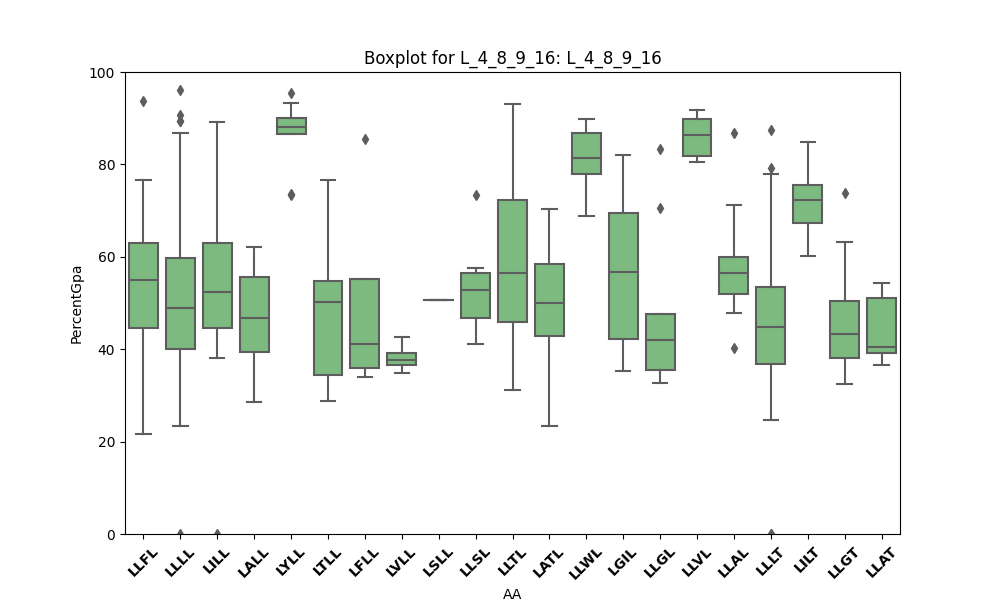 Boxplot for L_4_8_9_16: L_4_8_9_16
100
80
60
40
20
0
PercentGpa
LLFL LLLL LILL LALL LYLL LTLL LFLL LVLL LSLL LLSL LLTL LATL LLWL LGIL LLGL LLVL LLAL LLLT LILT LLGT LLAT
AA